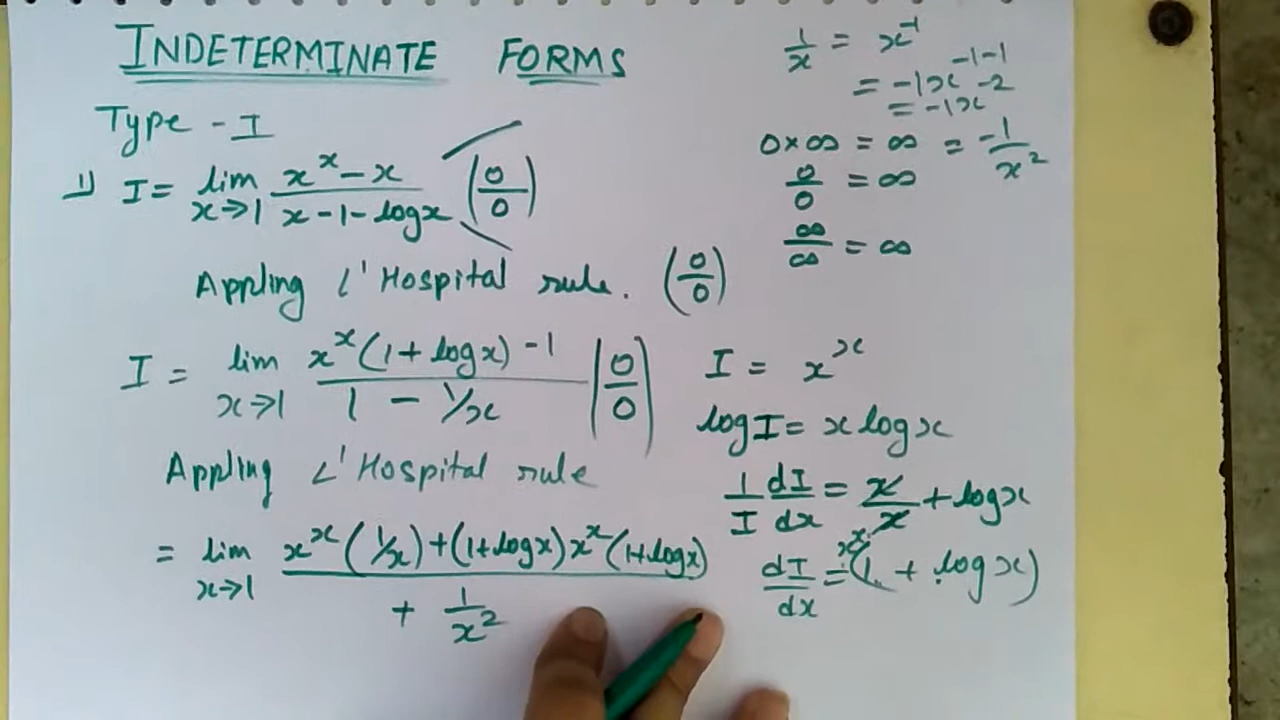 INDETERMINATE FORMS
Type - I
1) I = lim x→1 (x^x - x)/(x - 1 - log x) (0/0)
Appling L'Hospital rule. (0/0)
I = lim x→1 (x^x(1 + log x) - 1)/(1 - 1/x) (0/0)
Appling L'Hospital rule
= lim x→1 (x^x(1/x) + (1+log x) x^x (1+log x))/(+ 1/x^2)
1/x = x^-1
= -1x^-1-1
= -1x^-2
0 × ∞ = ∞ = -1/x^2
0/0 = ∞
∞/∞ = ∞
I = x^x
log I = x log x
1/I dI/dx = x/x + log x
dI/dx = x^x(1 + log x)